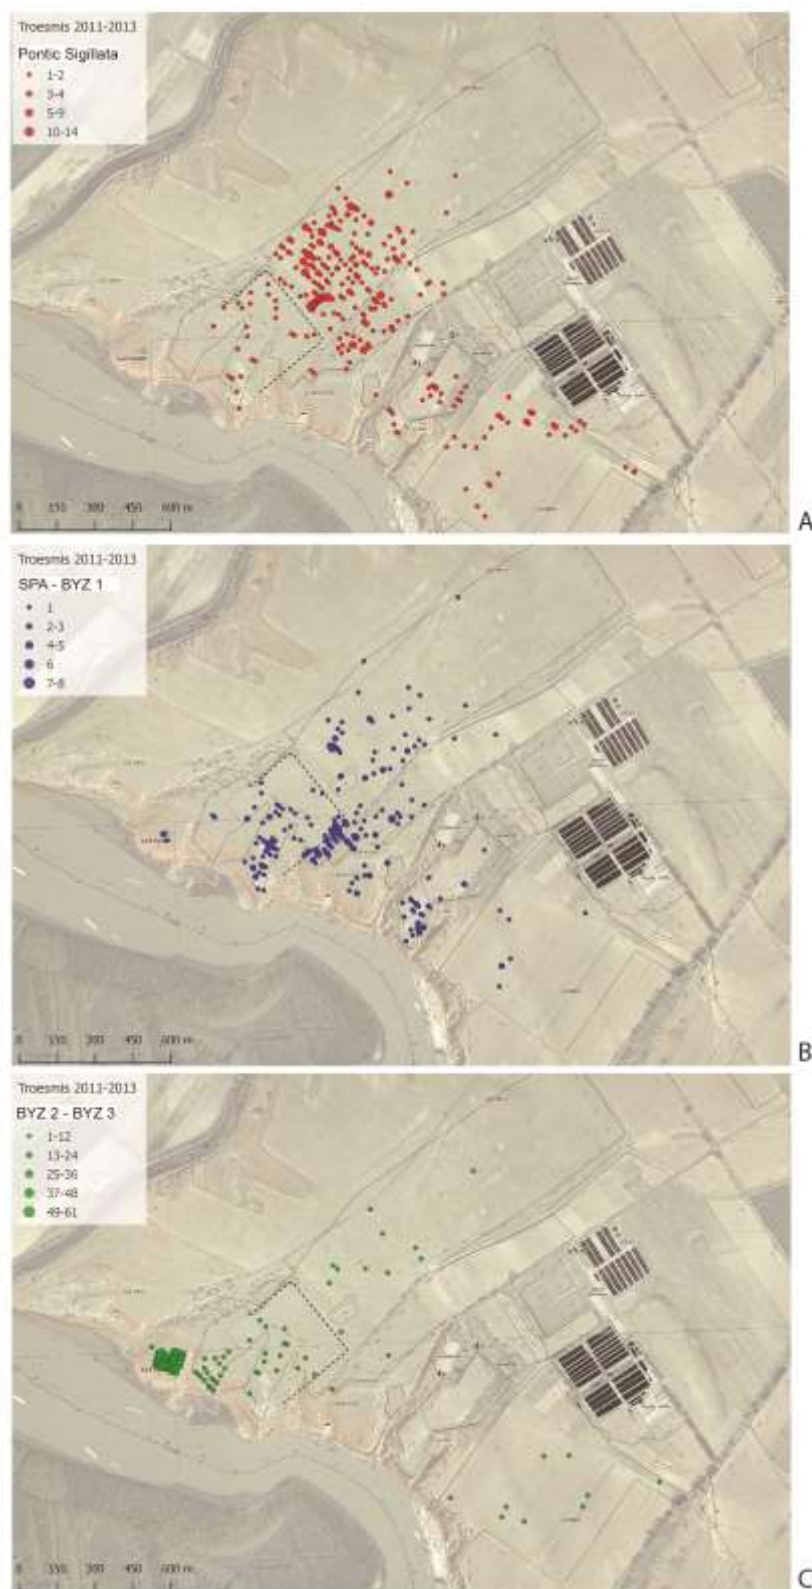 Troesmis 2011-2013
Pontic Sigillata
1-2
3-4
5-9
10-14
0 150 300 450 600 m
A
Troesmis 2011-2013
SPA - BYZ 1
1
2-3
4-5
6
7-8
0 150 300 450 600 m
B
Troesmis 2011-2013
BYZ 2 - BYZ 3
1-12
13-24
25-36
37-48
49-61
0 150 300 450 600 m
C